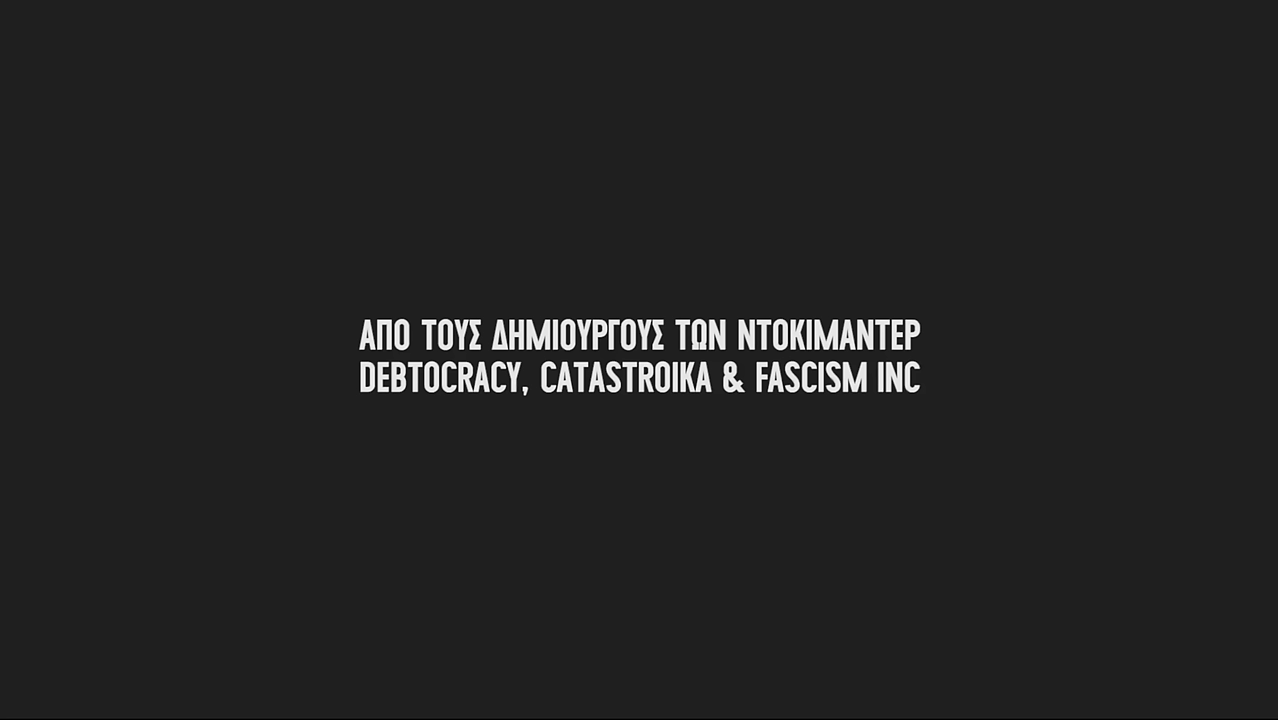 ΑΠΟ ΤΟΥΣ ΔΗΜΙΟΥΡΓΟΥΣ ΤΩΝ ΝΤΟΚΙΜΑΝΤΕΡ
DEBTOCRACY, CATASTROIKA & FASCISM INC